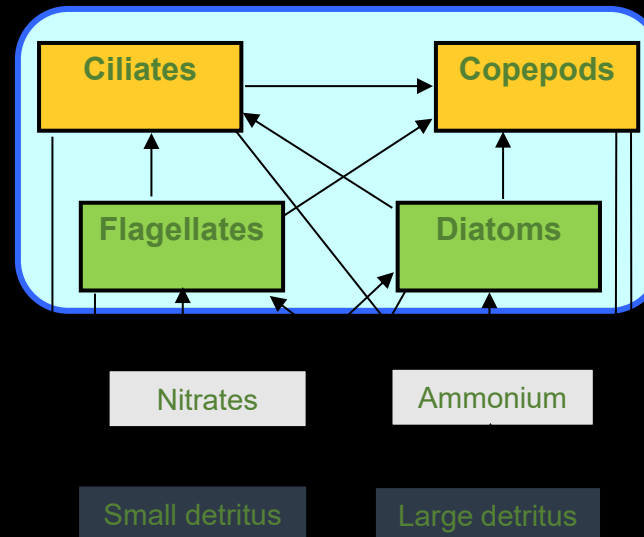 Ciliates
Copepods
Flagellates
Diatoms
Nitrates
Ammonium
Small detritus
Large detritus